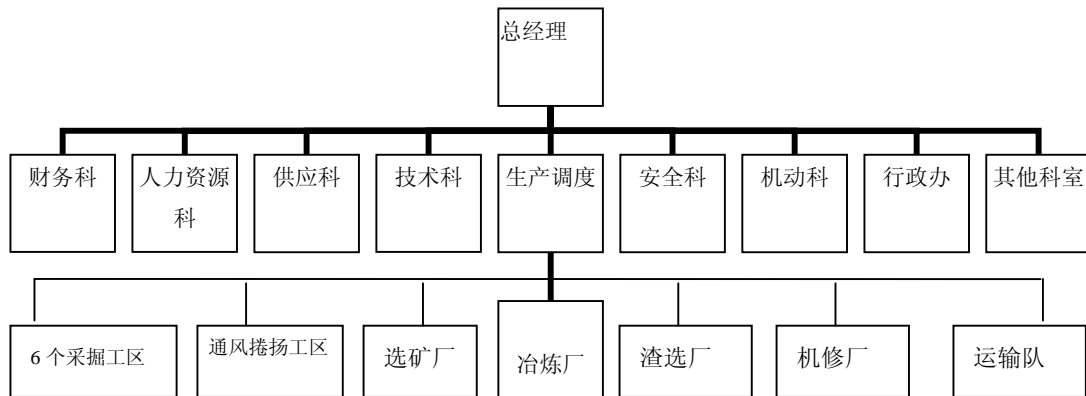 总经理
财务科
人力资源
科
供应科
技术科
生产调度
安全科
机动科
行政办
其他科室
6 个采掘工区
通风捲扬工区
选矿厂
冶炼厂
渣选厂
机修厂
运输队